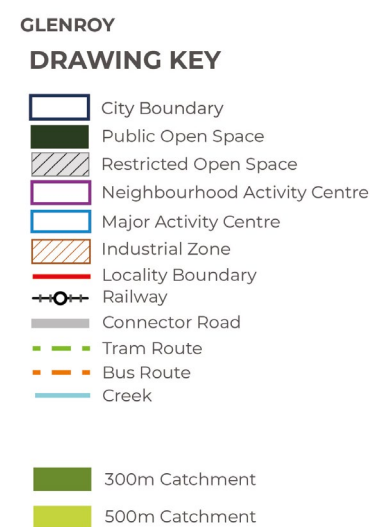 GLENROY
DRAWING KEY
City Boundary
Public Open Space
Restricted Open Space
Neighbourhood Activity Centre
Major Activity Centre
Industrial Zone
Locality Boundary
Railway
Connector Road
Tram Route
Bus Route
Creek
300m Catchment
500m Catchment